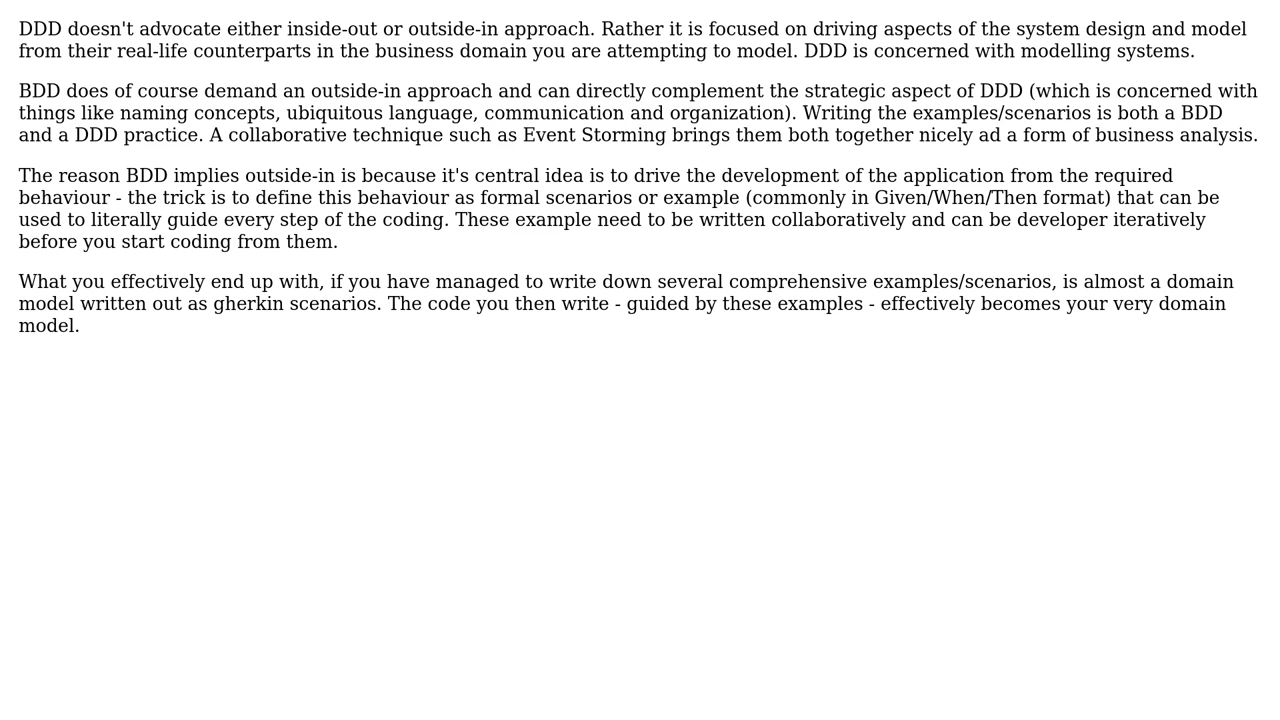 DDD doesn't advocate either inside-out or outside-in approach. Rather it is focused on driving aspects of the system design and model
from their real-life counterparts in the business domain you are attempting to model. DDD is concerned with modelling systems.
BDD does of course demand an outside-in approach and can directly complement the strategic aspect of DDD (which is concerned with
things like naming concepts, ubiquitous language, communication and organization). Writing the examples/scenarios is both a BDD
and a DDD practice. A collaborative technique such as Event Storming brings them both together nicely ad a form of business analysis.
The reason BDD implies outside-in is because it's central idea is to drive the development of the application from the required
behaviour - the trick is to define this behaviour as formal scenarios or example (commonly in Given/When/Then format) that can be
used to literally guide every step of the coding. These example need to be written collaboratively and can be developer iteratively
before you start coding from them.
What you effectively end up with, if you have managed to write down several comprehensive examples/scenarios, is almost a domain
model written out as gherkin scenarios. The code you then write - guided by these examples - effectively becomes your very domain
model.